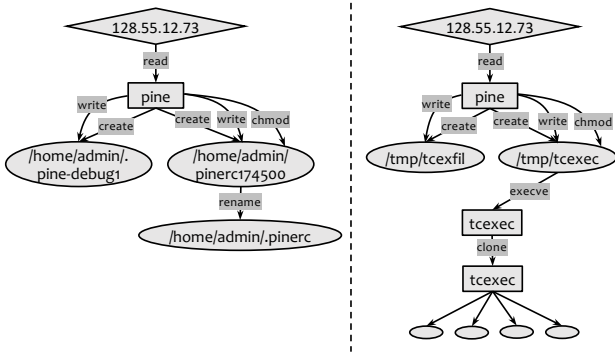 128.55.12.73
read
pine
write
create
create
write
chmod
/home/admin/.
pine-debug1
/home/admin/
pinerc174500
rename
/home/admin/.pinerc
128.55.12.73
read
pine
write
create
create
write
chmod
/tmp/tcexfil
/tmp/tcexec
execve
tcexec
clone
tcexec